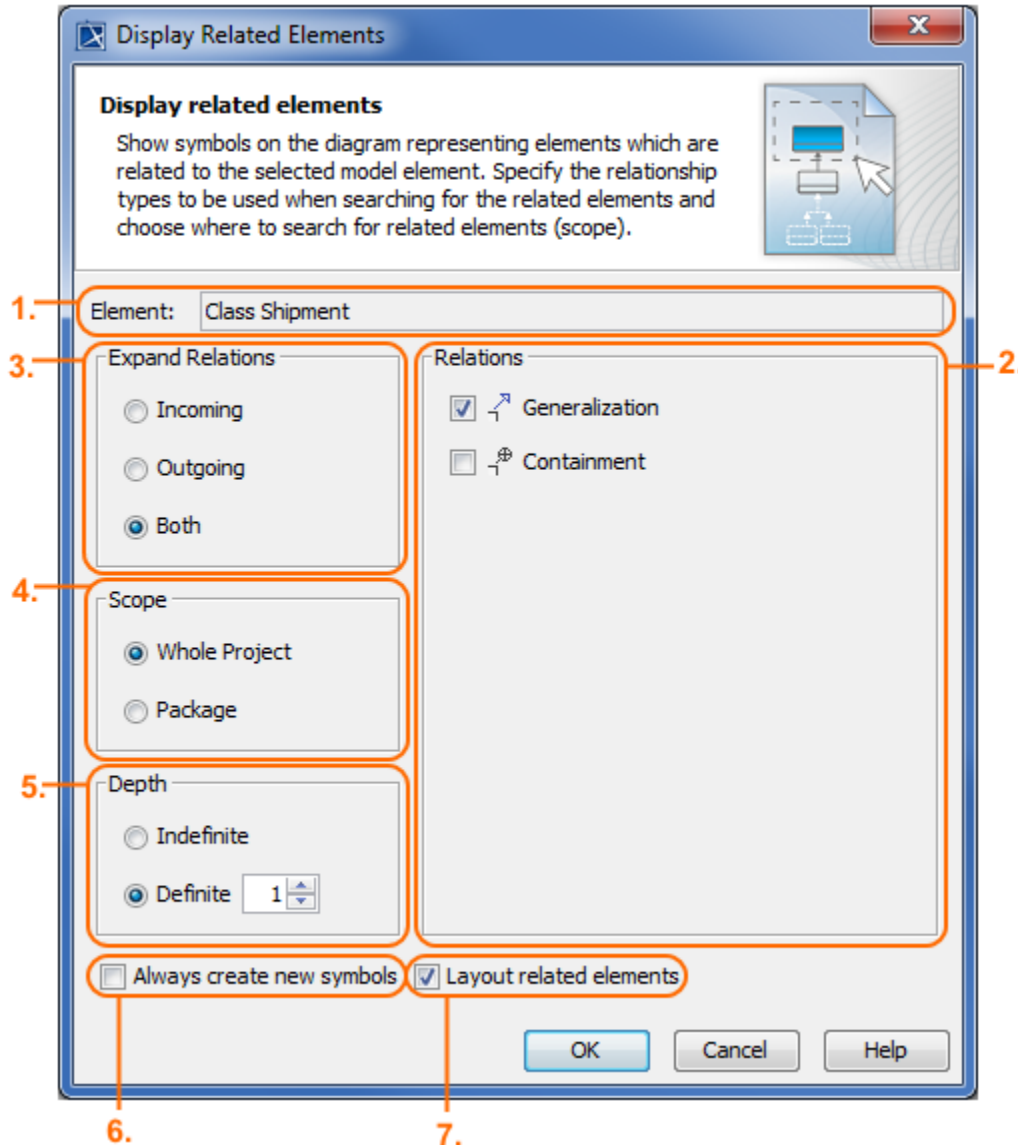 Display Related Elements
Display related elements
Show symbols on the diagram representing elements which are
related to the selected model element. Specify the relationship
types to be used when searching for the related elements and
choose where to search for related elements (scope).
1.
Element: Class Shipment
3.
Expand Relations
Incoming
Outgoing
Both
2.
Relations
Generalization
Containment
4.
Scope
Whole Project
Package
5.
Depth
Indefinite
Definite 1
Always create new symbols
Layout related elements
OK Cancel Help
6.
7.